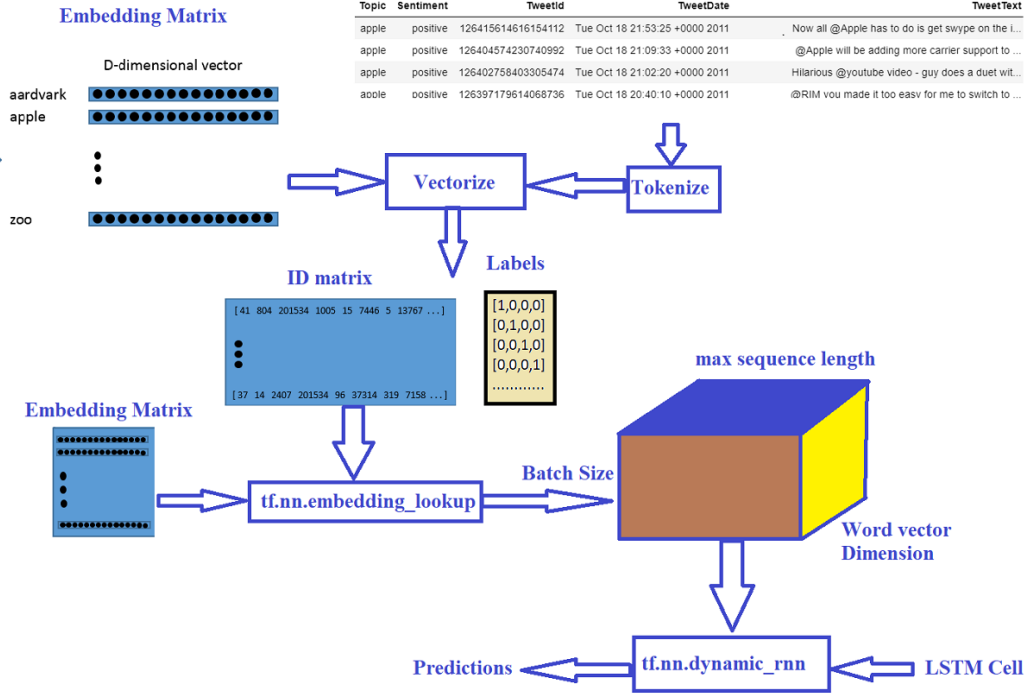 Embedding Matrix
Topic Sentiment TweetId TweetDate TweetText
apple positive 126415614616154112 Tue Oct 18 21:53:25 +0000 2011 Now all @Apple has to do is get swype on the i...
apple positive 126404574230740992 Tue Oct 18 21:09:33 +0000 2011 @Apple will be adding more carrier support to ...
apple positive 126402758403305474 Tue Oct 18 21:02:20 +0000 2011 Hilarious @youtube video - guy does a duet wit...
apple positive 126397179614068736 Tue Oct 18 20:40:10 +0000 2011 @RIM you made it too easy for me to switch to ...
D-dimensional vector
aardvark
apple
zoo
Vectorize
Tokenize
ID matrix
[41 804 201534 1005 15 7446 5 13767 ...]
[37 14 2407 201534 96 37314 319 7158 ...]
Labels
[1,0,0,0]
[0,1,0,0]
[0,0,1,0]
[0,0,0,1]
............
Embedding Matrix
tf.nn.embedding_lookup
Batch Size
max sequence length
Word vector
Dimension
tf.nn.dynamic_rnn
LSTM Cell
Predictions